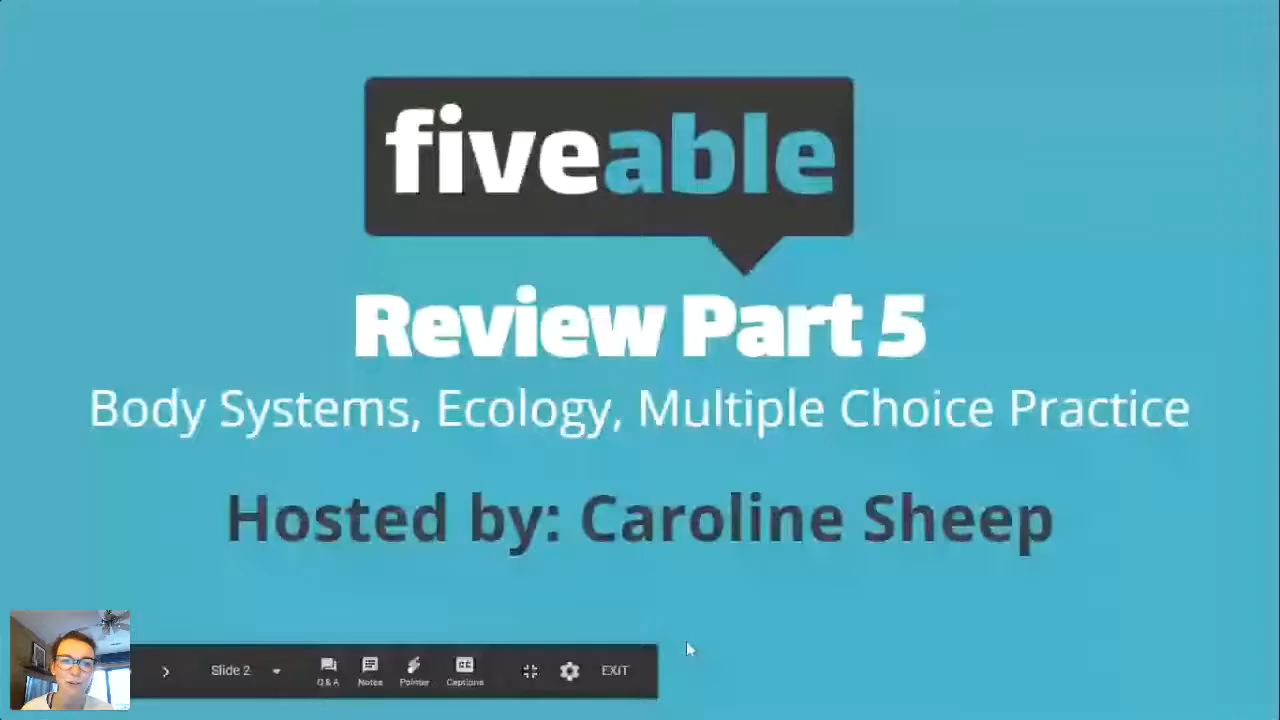 fiveable
Review Part 5
Body Systems, Ecology, Multiple Choice Practice
Hosted by: Caroline Sheep
Slide 2 Q & A Notes Pointer CC Captions EXIT